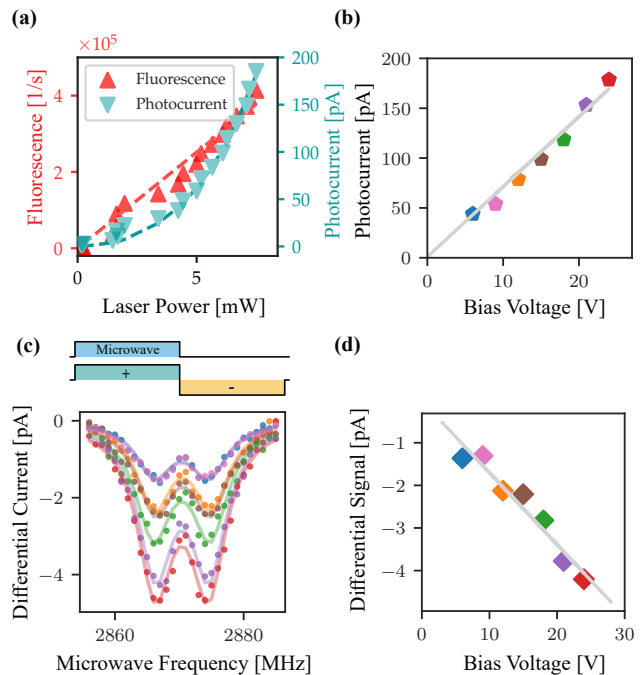 (a)
×10⁵
Fluorescence [1/s]
4
2
0
Fluorescence
Photocurrent
200
150
100
50
0
Photocurrent [pA]
0
5
Laser Power [mW]
(b)
Photocurrent [pA]
200
150
100
50
0
0
10
20
Bias Voltage [V]
(c)
Microwave
+
-
Differential Current [pA]
0
−2
−4
2860
2880
Microwave Frequency [MHz]
(d)
Differential Signal [pA]
−1
−2
−3
−4
0
10
20
30
Bias Voltage [V]